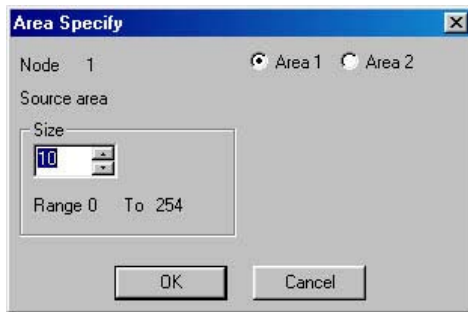 Area Specify
Node 1 Area 1 Area 2
Source area
Size
10
Range 0 To 254
OK Cancel